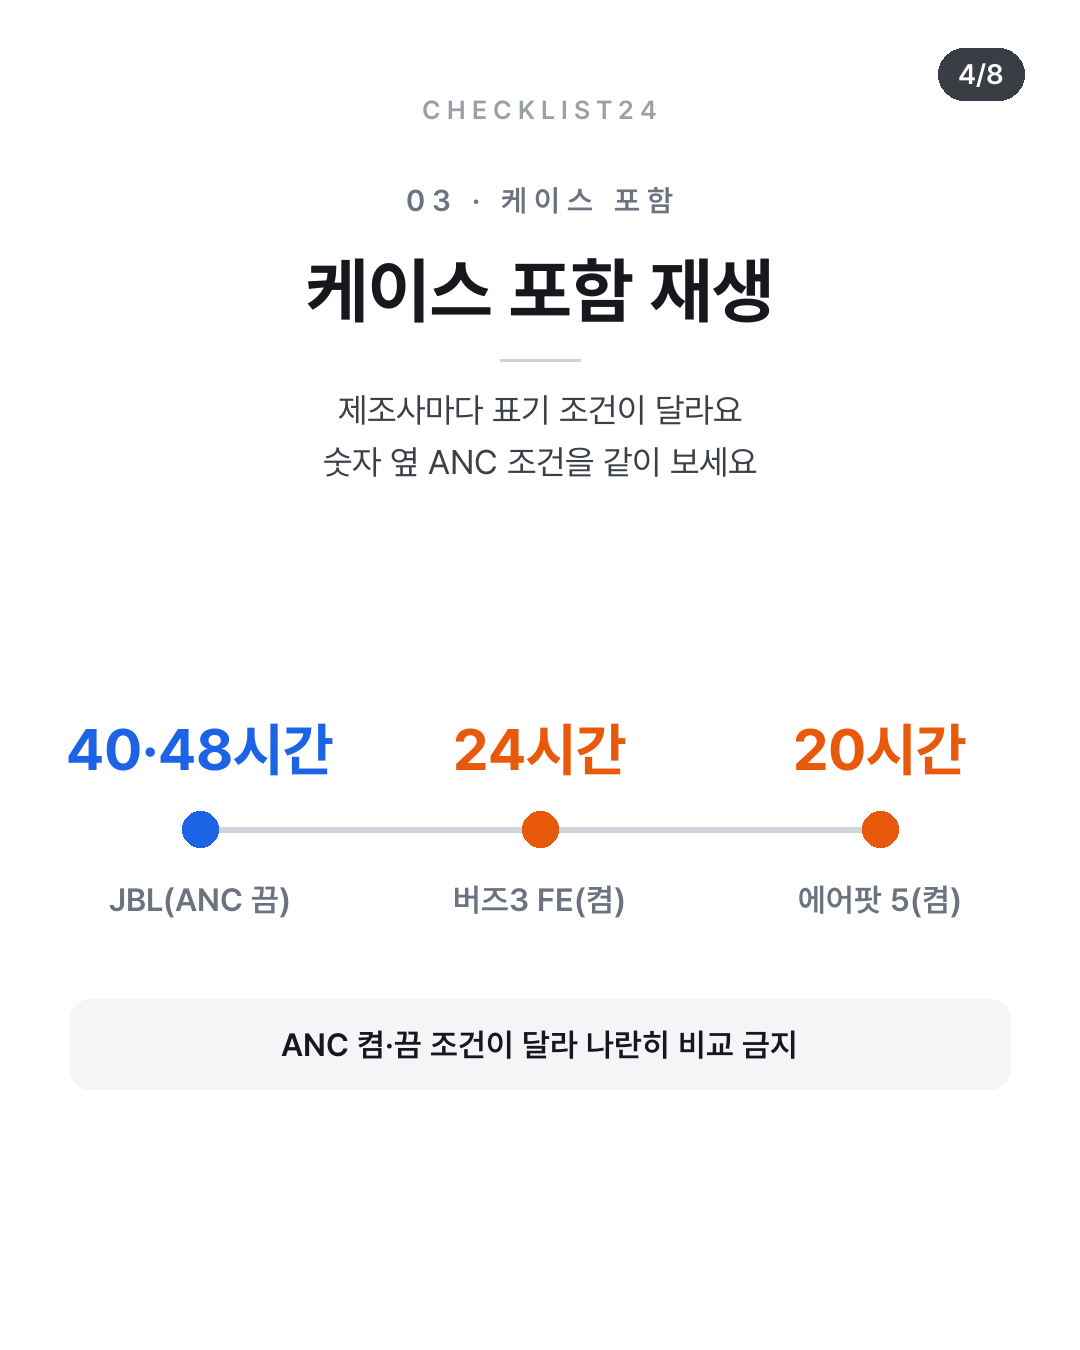 4/8
CHECKLIST24
03 · 케이스 포함
케이스 포함 재생
제조사마다 표기 조건이 달라요
숫자 옆 ANC 조건을 같이 보세요
40·48시간 24시간 20시간
JBL(ANC 끔) 버즈3 FE(켬) 에어팟 5(켬)
ANC 켬·끔 조건이 달라 나란히 비교 금지